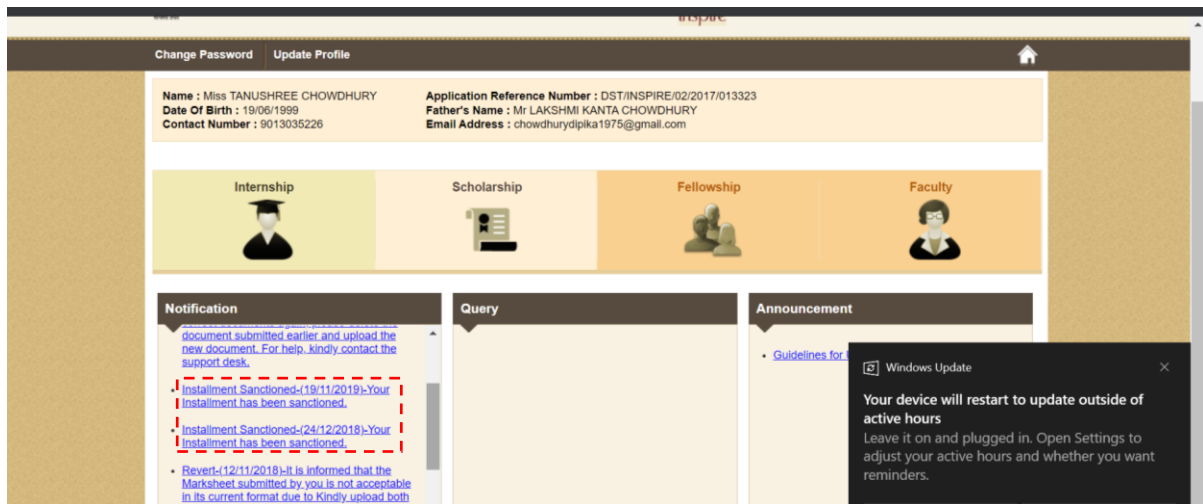 inspire
Change Password Update Profile
Name : Miss TANUSHREE CHOWDHURY
Date Of Birth : 19/06/1999
Contact Number : 9013035226
Application Reference Number : DST/INSPIRE/02/2017/013323
Father's Name : Mr LAKSHMI KANTA CHOWDHURY
Email Address : chowdhurydipika1975@gmail.com
Internship
Scholarship
Fellowship
Faculty
Notification
document submitted earlier and upload the
new document. For help, kindly contact the
support desk.
Installment Sanctioned-(19/11/2019)-Your
Installment has been sanctioned.
Installment Sanctioned-(24/12/2018)-Your
Installment has been sanctioned.
Revert-(12/11/2018)-It is informed that the
Marksheet submitted by you is not acceptable
in its current format due to Kindly upload both
Query
Announcement
Guidelines for
Windows Update
Your device will restart to update outside of
active hours
Leave it on and plugged in. Open Settings to
adjust your active hours and whether you want
reminders.